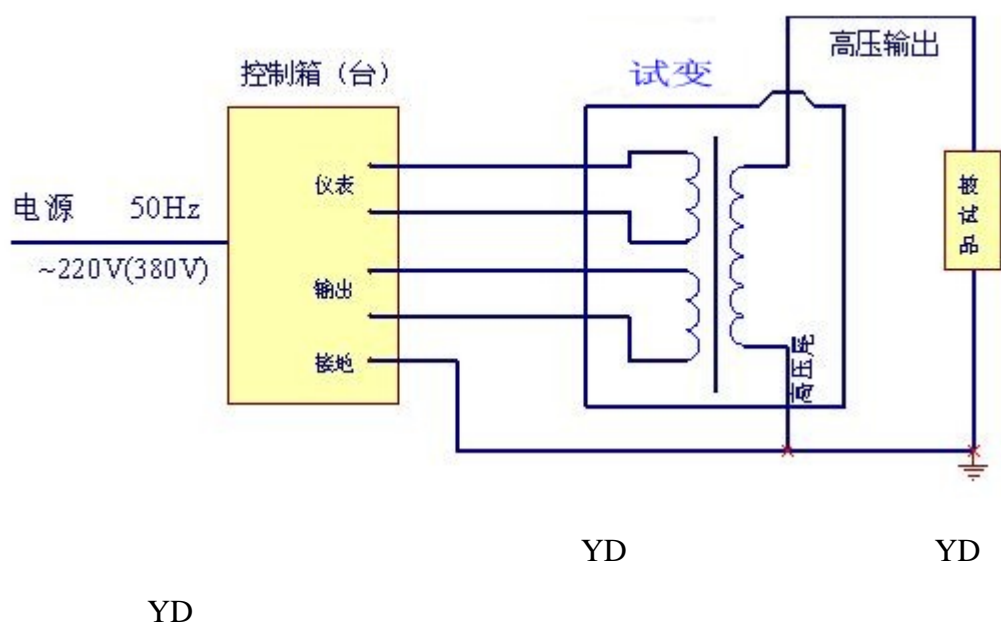 高压输出
控制箱（台）
试变
仪表
电源 50Hz
~220V(380V)
输出
接地
高压尾
品试被
YD YD
YD